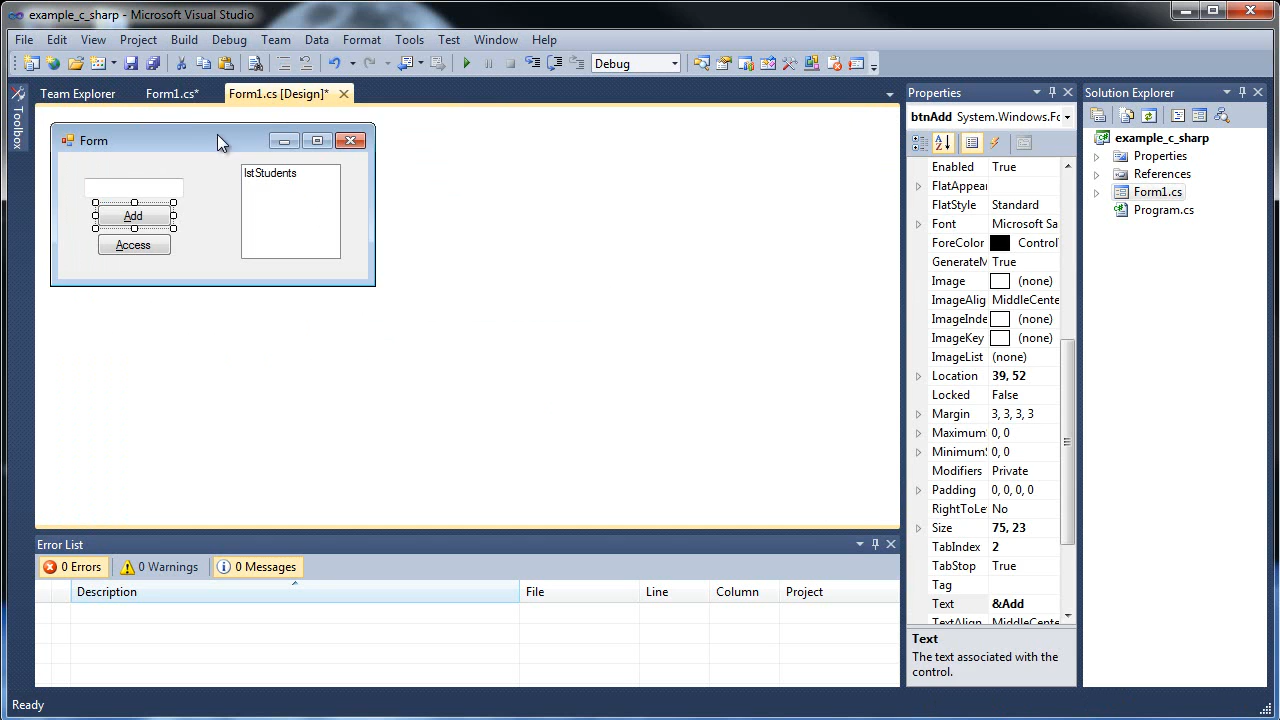 example_c_sharp - Microsoft Visual Studio
File Edit View Project Build Debug Team Data Format Tools Test Window Help
Debug
Toolbox
Team Explorer Form1.cs* Form1.cs [Design]*
Form
lstStudents
Add
Access
Error List
0 Errors 0 Warnings 0 Messages
Description File Line Column Project
Properties
btnAdd System.Windows.Fc
Enabled True
FlatAppear
FlatStyle Standard
Font Microsoft Sa
ForeColor Control
GenerateM True
Image (none)
ImageAlig MiddleCente
ImageInde (none)
ImageKey (none)
ImageList (none)
Location 39, 52
Locked False
Margin 3, 3, 3, 3
Maximum 0, 0
MinimumS 0, 0
Modifiers Private
Padding 0, 0, 0, 0
RightToLe No
Size 75, 23
TabIndex 2
TabStop True
Tag
Text &Add
TextAlign MiddleCente
Text
The text associated with the
control.
Solution Explorer
example_c_sharp
Properties
References
Form1.cs
Program.cs
Ready